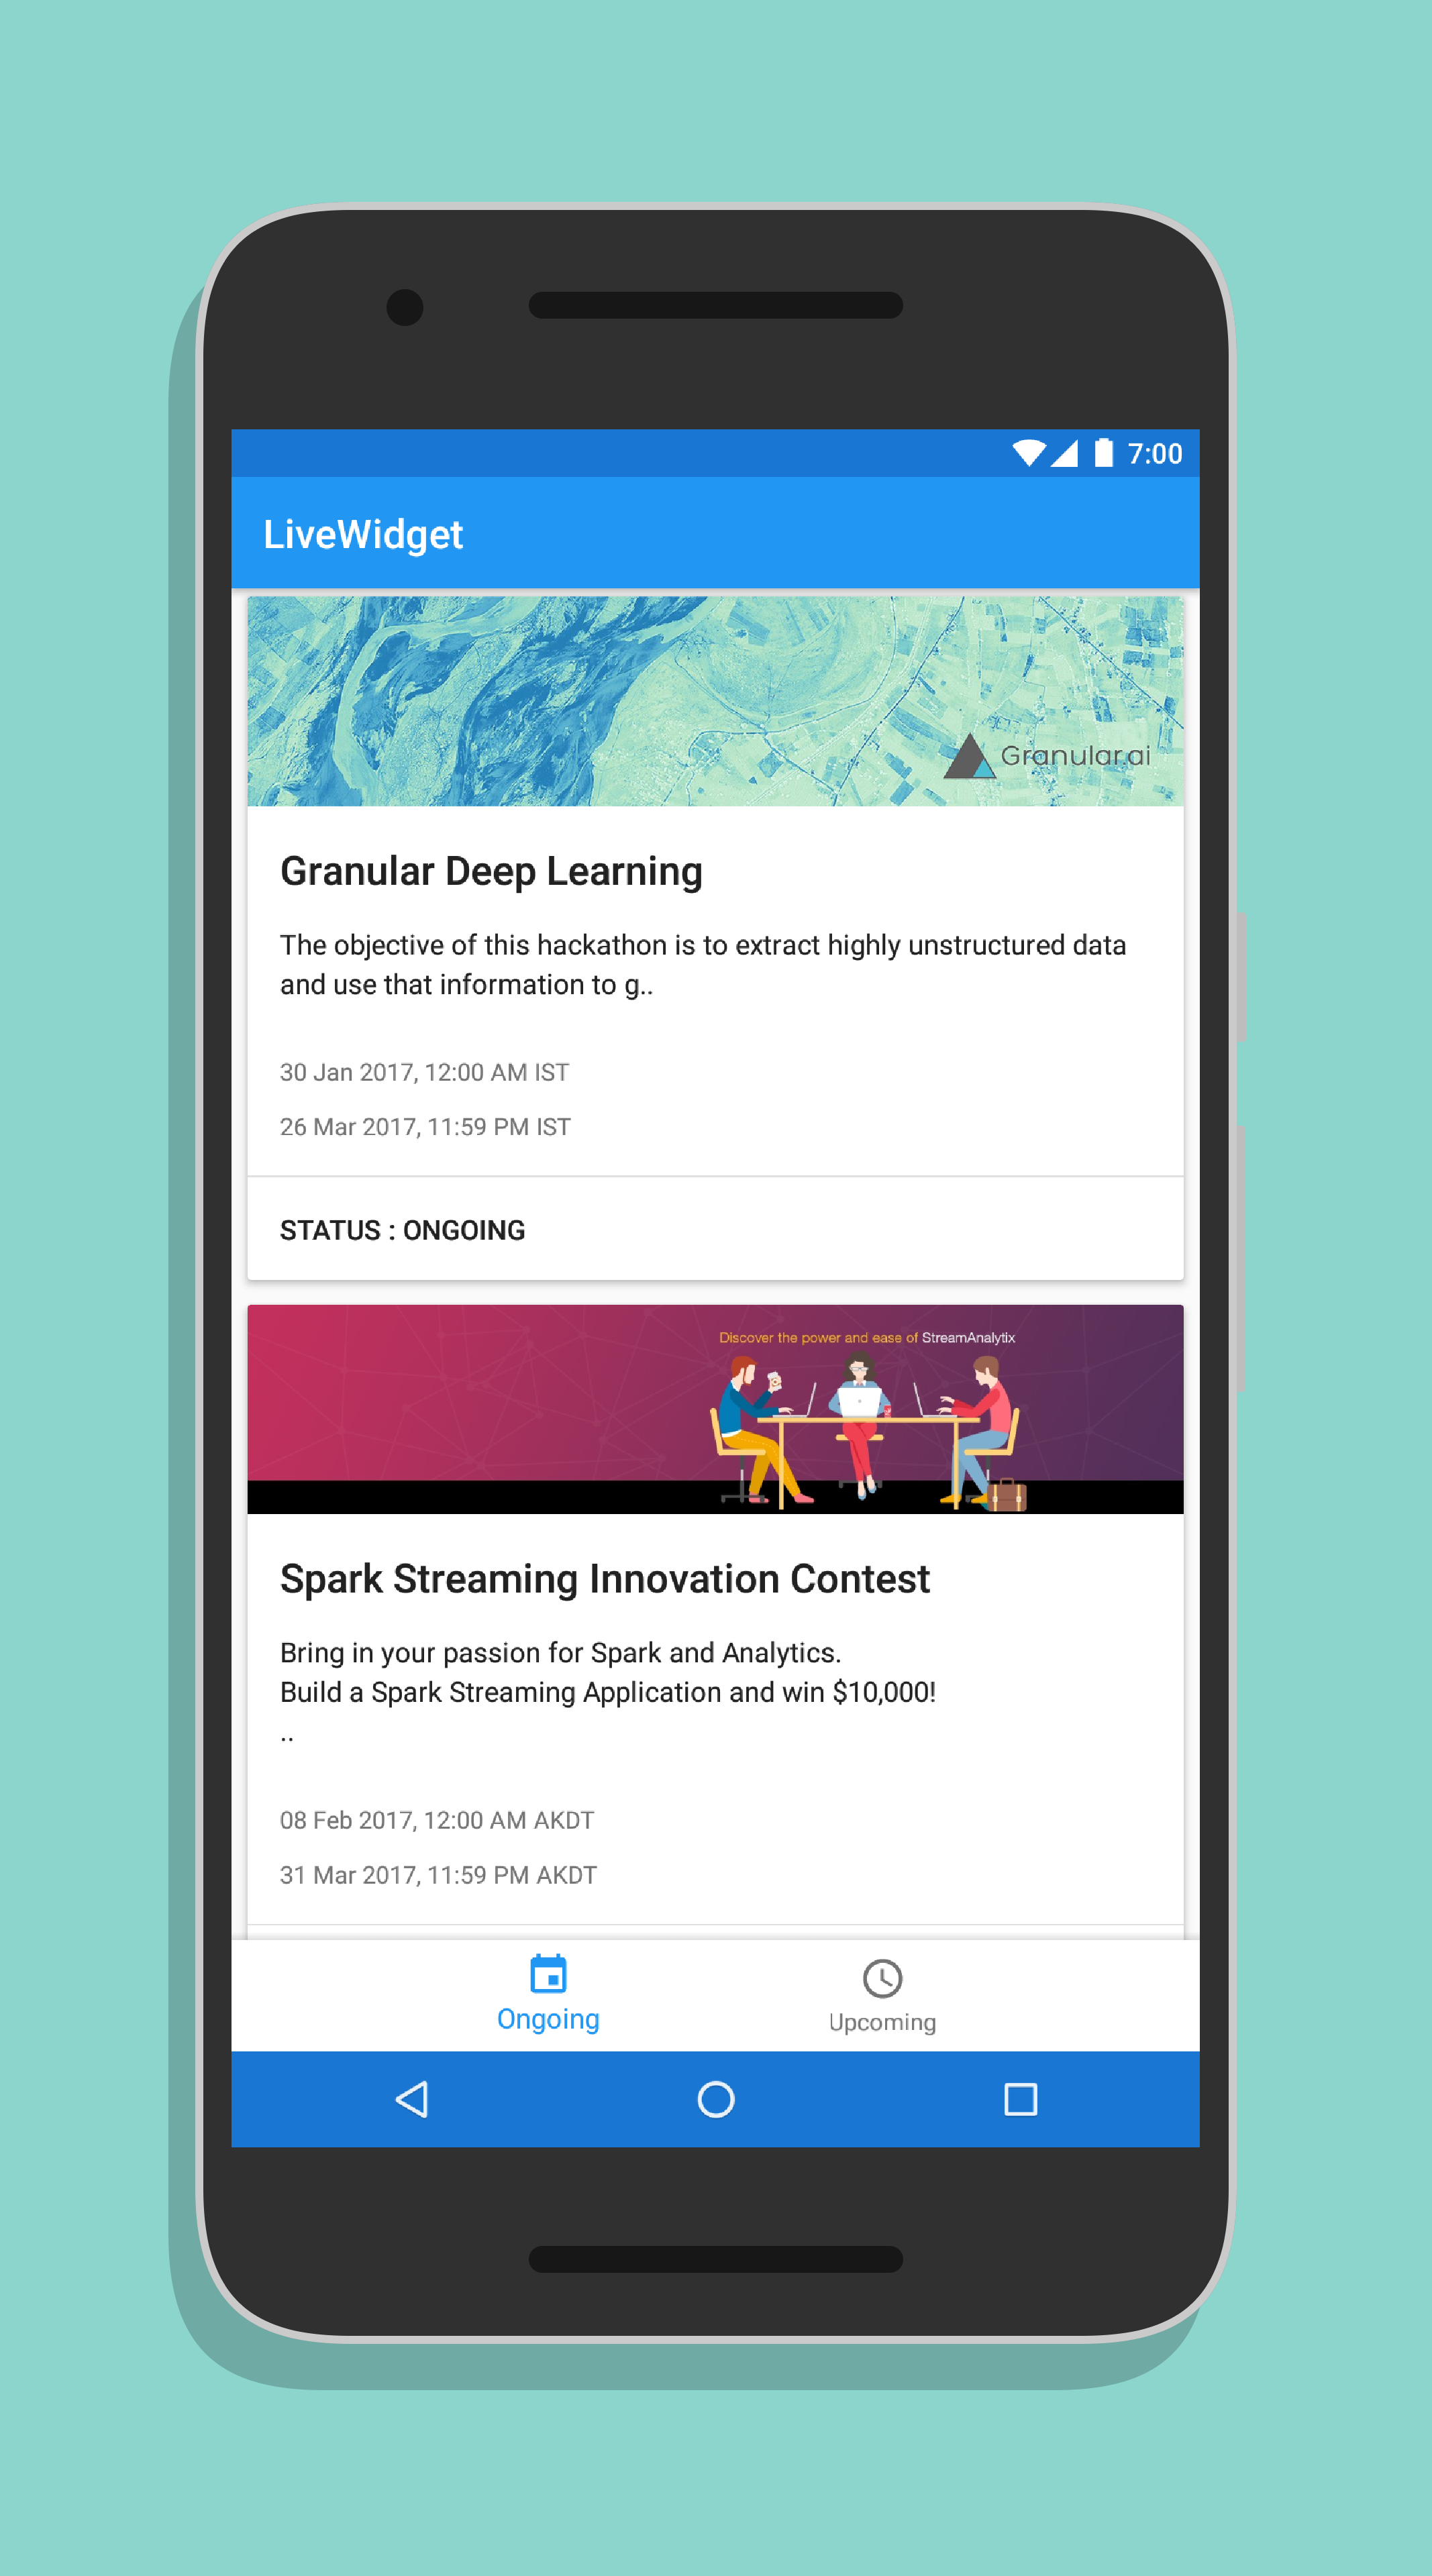 7:00
LiveWidget
Granular.ai
Granular Deep Learning
The objective of this hackathon is to extract highly unstructured data
and use that information to g..
30 Jan 2017, 12:00 AM IST
26 Mar 2017, 11:59 PM IST
STATUS : ONGOING
Discover the power and ease of StreamAnalytix
Spark Streaming Innovation Contest
Bring in your passion for Spark and Analytics.
Build a Spark Streaming Application and win $10,000!
..
08 Feb 2017, 12:00 AM AKDT
31 Mar 2017, 11:59 PM AKDT
Ongoing
Upcoming